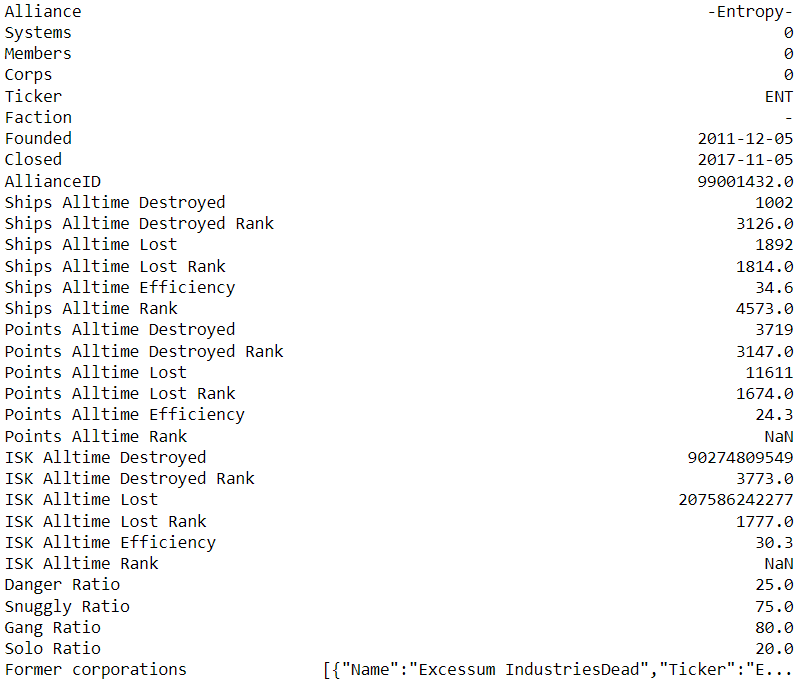 Alliance -Entropy-
Systems 0
Members 0
Corps 0
Ticker ENT
Faction -
Founded 2011-12-05
Closed 2017-11-05
AllianceID 99001432.0
Ships Alltime Destroyed 1002
Ships Alltime Destroyed Rank 3126.0
Ships Alltime Lost 1892
Ships Alltime Lost Rank 1814.0
Ships Alltime Efficiency 34.6
Ships Alltime Rank 4573.0
Points Alltime Destroyed 3719
Points Alltime Destroyed Rank 3147.0
Points Alltime Lost 11611
Points Alltime Lost Rank 1674.0
Points Alltime Efficiency 24.3
Points Alltime Rank NaN
ISK Alltime Destroyed 90274809549
ISK Alltime Destroyed Rank 3773.0
ISK Alltime Lost 207586242277
ISK Alltime Lost Rank 1777.0
ISK Alltime Efficiency 30.3
ISK Alltime Rank NaN
Danger Ratio 25.0
Snuggly Ratio 75.0
Gang Ratio 80.0
Solo Ratio 20.0
Former corporations [{"Name":"Excessum IndustriesDead","Ticker":"E...